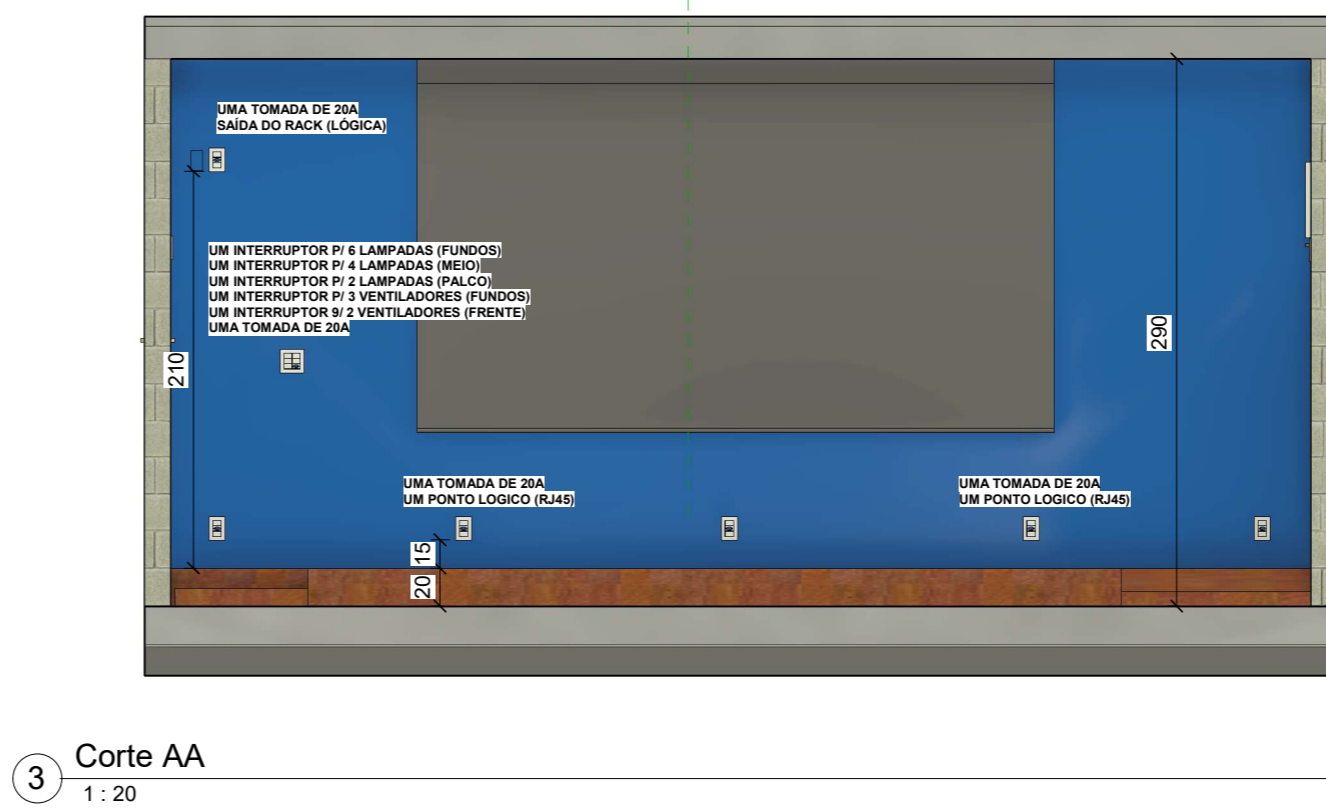 UMA TOMADA DE 20A
SAÍDA DO RACK (LÓGICA)
UM INTERRUPTOR P/ 6 LAMPADAS (FUNDOS)
UM INTERRUPTOR P/ 4 LAMPADAS (MEIO)
UM INTERRUPTOR P/ 2 LAMPADAS (PALCO)
UM INTERRUPTOR P/ 3 VENTILADORES (FUNDOS)
UM INTERRUPTOR 9/ 2 VENTILADORES (FRENTE)
UMA TOMADA DE 20A
210
290
UMA TOMADA DE 20A
UM PONTO LOGICO (RJ45)
UMA TOMADA DE 20A
UM PONTO LOGICO (RJ45)
15
20
3
Corte AA
1 : 20